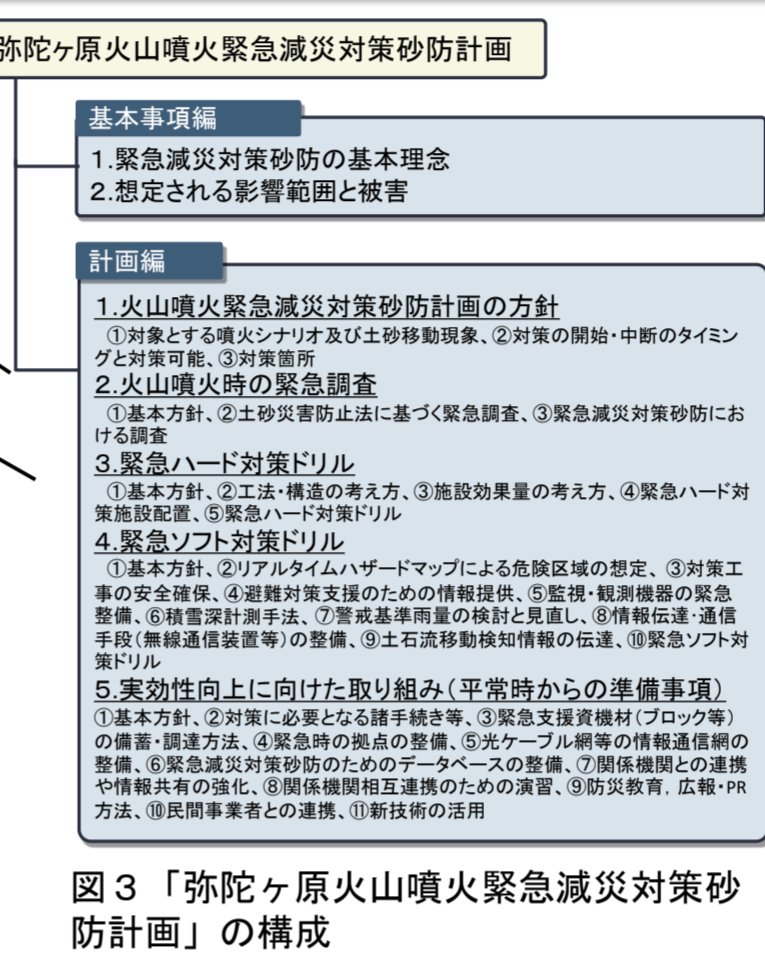 弥陀ヶ原火山噴火緊急減災対策砂防計画
基本事項編
1.緊急減災対策砂防の基本理念
2.想定される影響範囲と被害
計画編
1.火山噴火緊急減災対策砂防計画の方針
①対象とする噴火シナリオ及び土砂移動現象、②対策の開始・中断のタイミン
グと対策可能、③対策箇所
2.火山噴火時の緊急調査
①基本方針、②土砂災害防止法に基づく緊急調査、③緊急減災対策砂防にお
ける調査
3.緊急ハード対策ドリル
①基本方針、②工法・構造の考え方、③施設効果量の考え方、④緊急ハード対
策施設配置、⑤緊急ハード対策ドリル
4.緊急ソフト対策ドリル
①基本方針、②リアルタイムハザードマップによる危険区域の想定、③対策工
事の安全確保、④避難対策支援のための情報提供、⑤監視・観測機器の緊急
整備、⑥積雪深計測手法、⑦警戒基準雨量の検討と見直し、⑧情報伝達・通信
手段（無線通信装置等）の整備、⑨土石流移動検知情報の伝達、⑩緊急ソフト対
策ドリル
5.実効性向上に向けた取り組み（平常時からの準備事項）
①基本方針、②対策に必要となる諸手続き等、③緊急支援資機材（ブロック等）
の備蓄・調達方法、④緊急時の拠点の整備、⑤光ケーブル網等の情報通信網の
整備、⑥緊急減災対策砂防のためのデータベースの整備、⑦関係機関との連携
や情報共有の強化、⑧関係機関相互連携のための演習、⑨防災教育，広報・PR
方法、⑩民間事業者との連携、⑪新技術の活用
図３「弥陀ヶ原火山噴火緊急減災対策砂
防計画」の構成